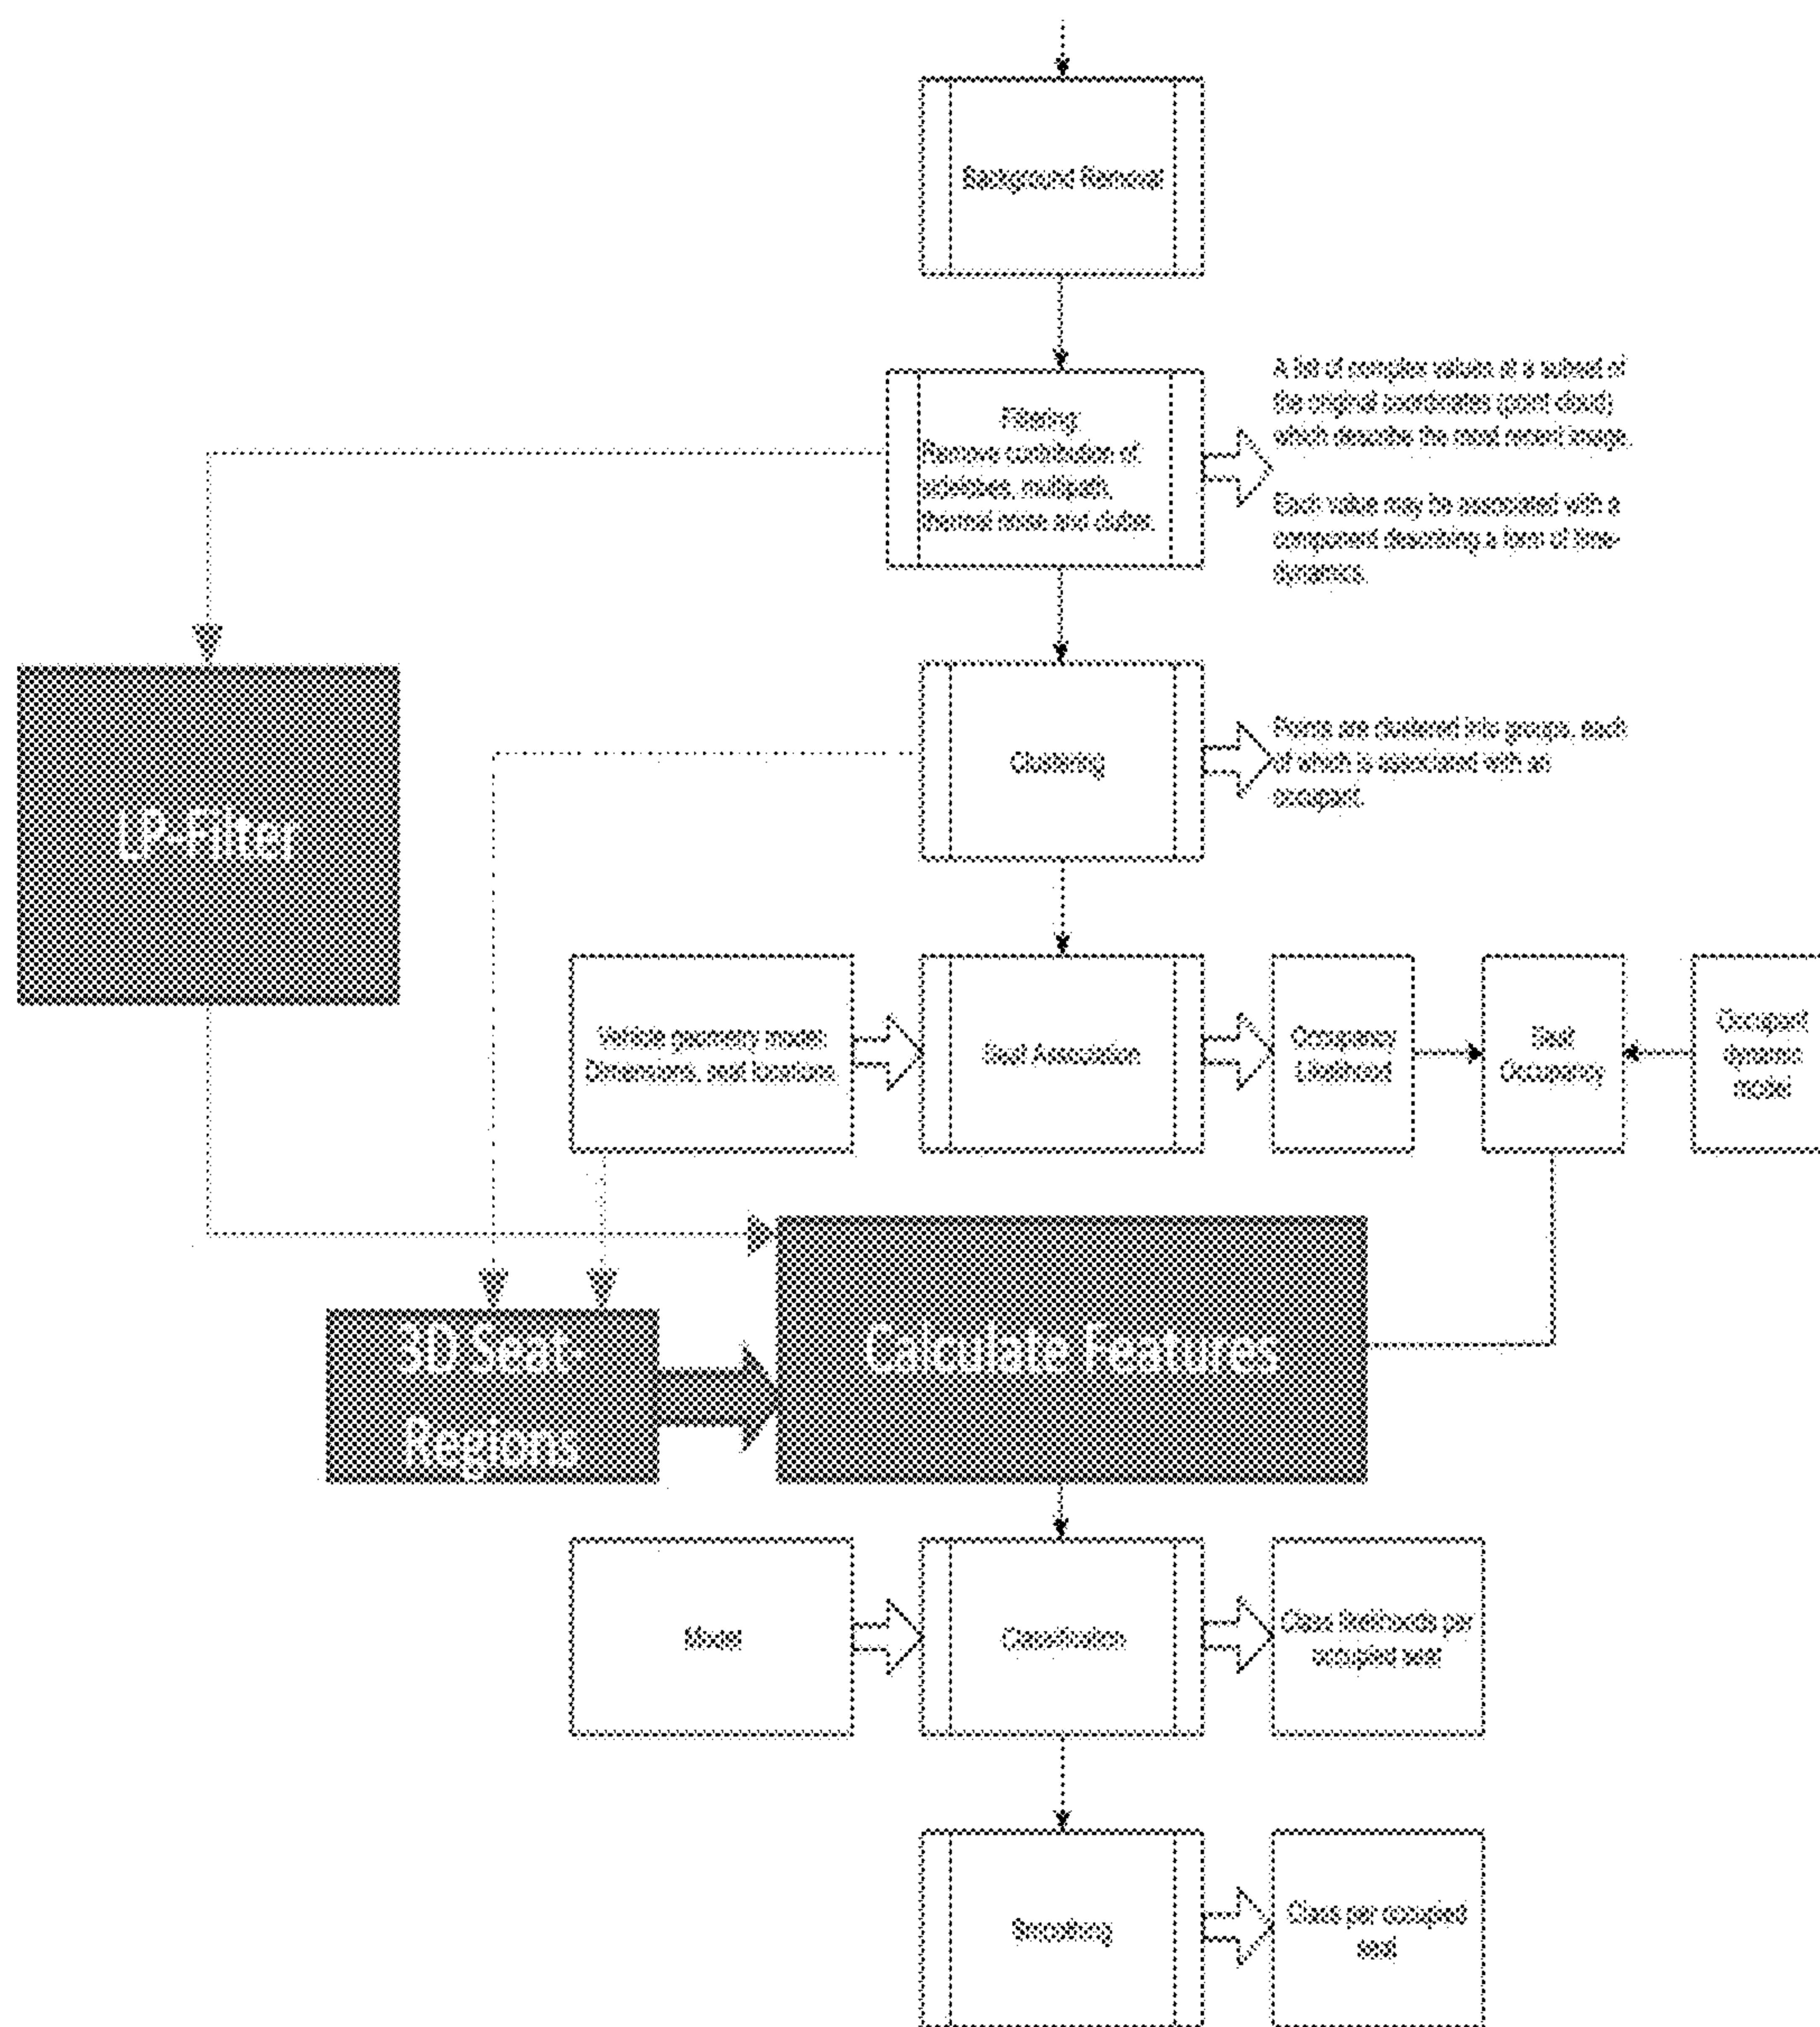 Background Removal
Filtering
Remove contribution of
sidelobes, multipath,
thermal noise and clutter.
A list of complex values at a subset of
the original coordinates (point cloud)
which describe the most recent image.
Each value may be associated with a
component describing a form of time-
dynamics.
LP-Filter
Clustering
Points are clustered into groups, each
of which is associated with an
occupant.
Vehicle geometry model:
Dimensions, seat locations.
Seat Association
Occupancy
Likelihood
Seat
Occupancy
Occupant
dynamic
model
3D Seat-
Regions
Calculate Features
Model
Classification
Class likelihoods per
occupied seat
Smoothing
Class per occupied
seat